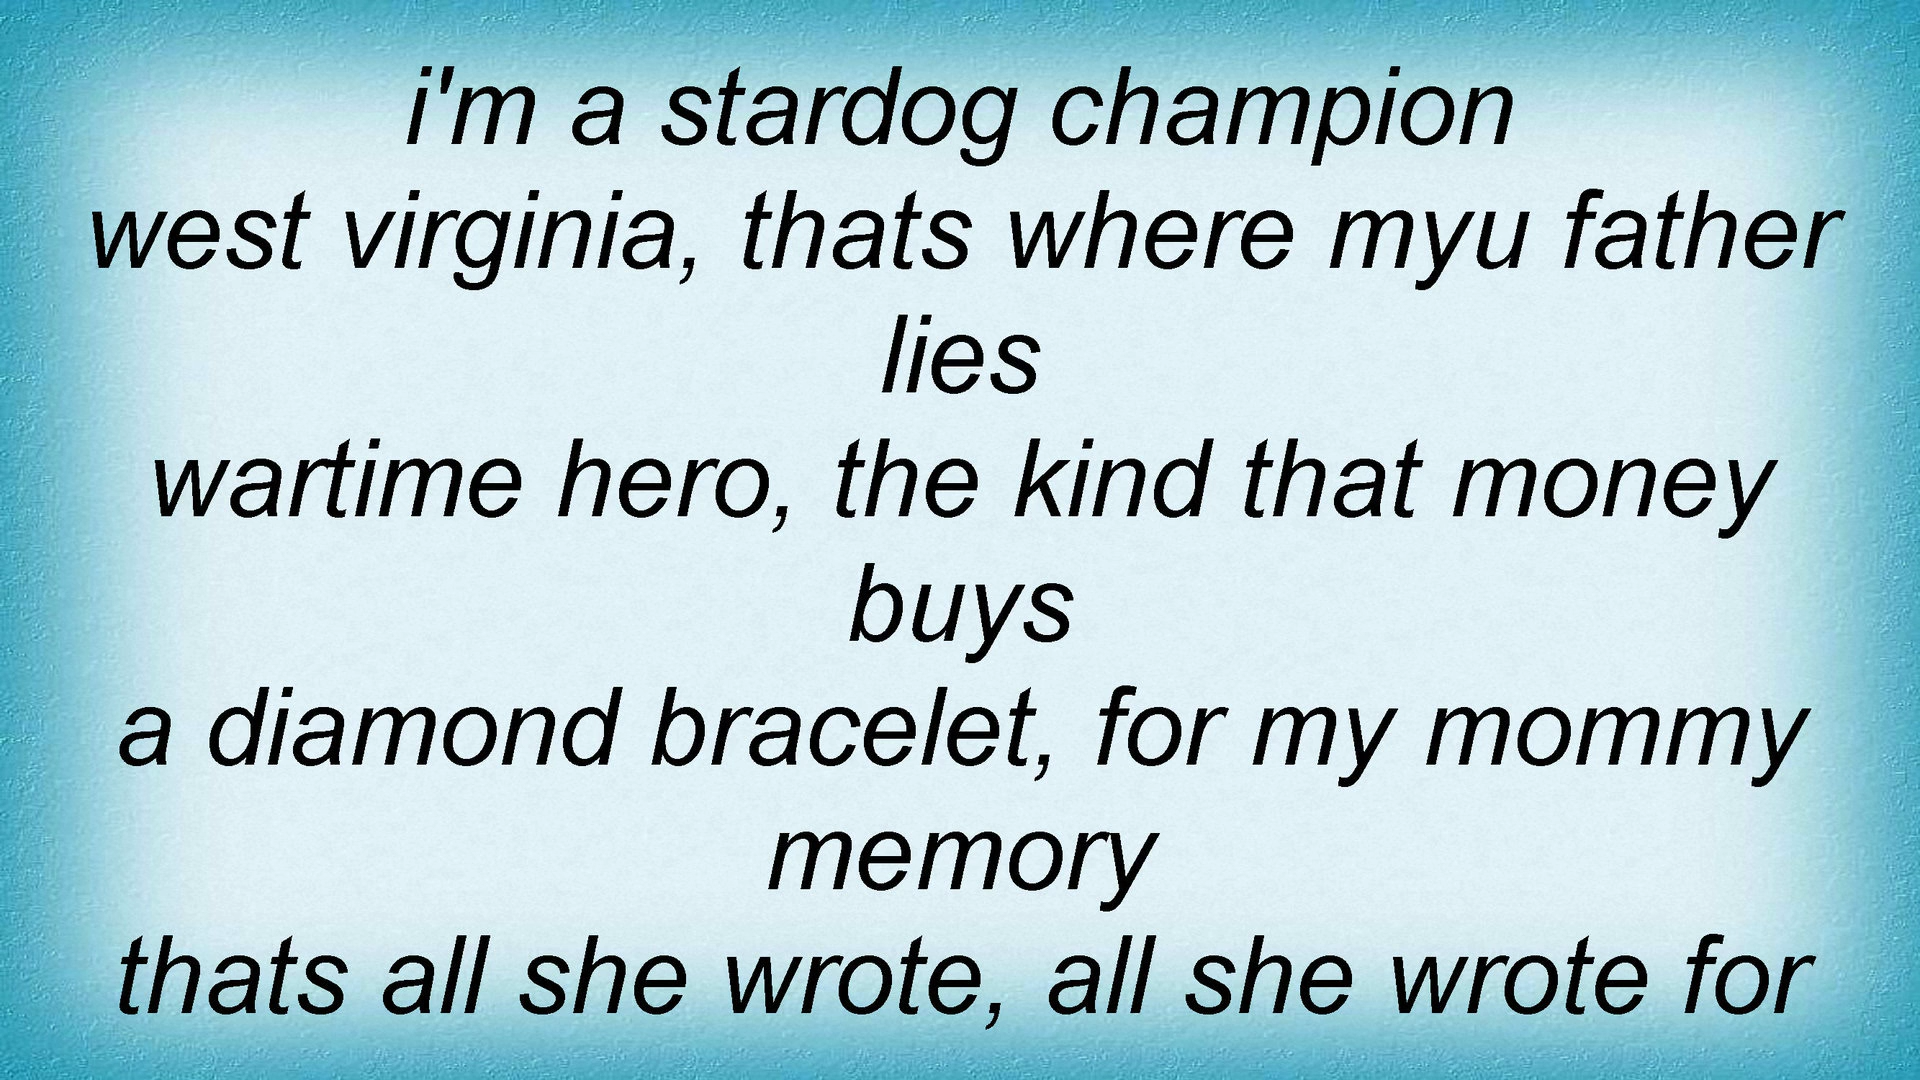 i'm a stardog champion
west virginia, thats where myu father
lies
wartime hero, the kind that money
buys
a diamond bracelet, for my mommy
memory
thats all she wrote, all she wrote for